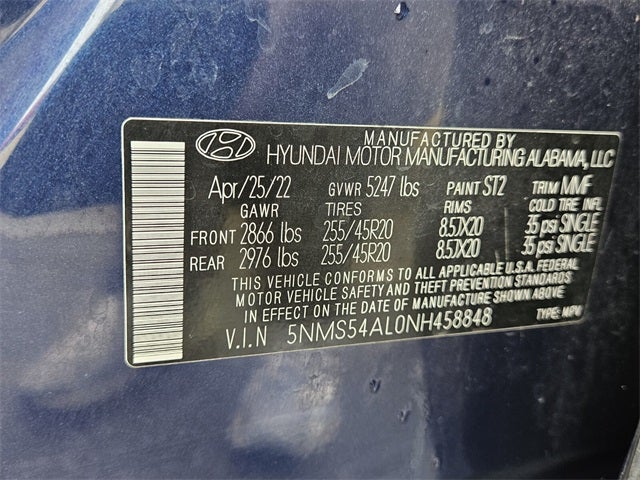 MANUFACTURED BY
HYUNDAI MOTOR MANUFACTURING ALABAMA, LLC
Apr/25/22 GVWR 5247 lbs PAINT ST2 TRIM MMF
GAWR TIRES RIMS COLD TIRE INFL
FRONT 2866 lbs 255/45R20 8.5JX20 35 psi SINGLE
REAR 2976 lbs 255/45R20 8.5JX20 35 psi SINGLE
THIS VEHICLE CONFORMS TO ALL APPLICABLE U.S.A. FEDERAL
MOTOR VEHICLE SAFETY AND THEFT PREVENTION STANDARDS
IN EFFECT ON THE DATE OF MANUFACTURE SHOWN ABOVE.
V.I.N 5NMS54AL0NH458848 TYPE: MPV